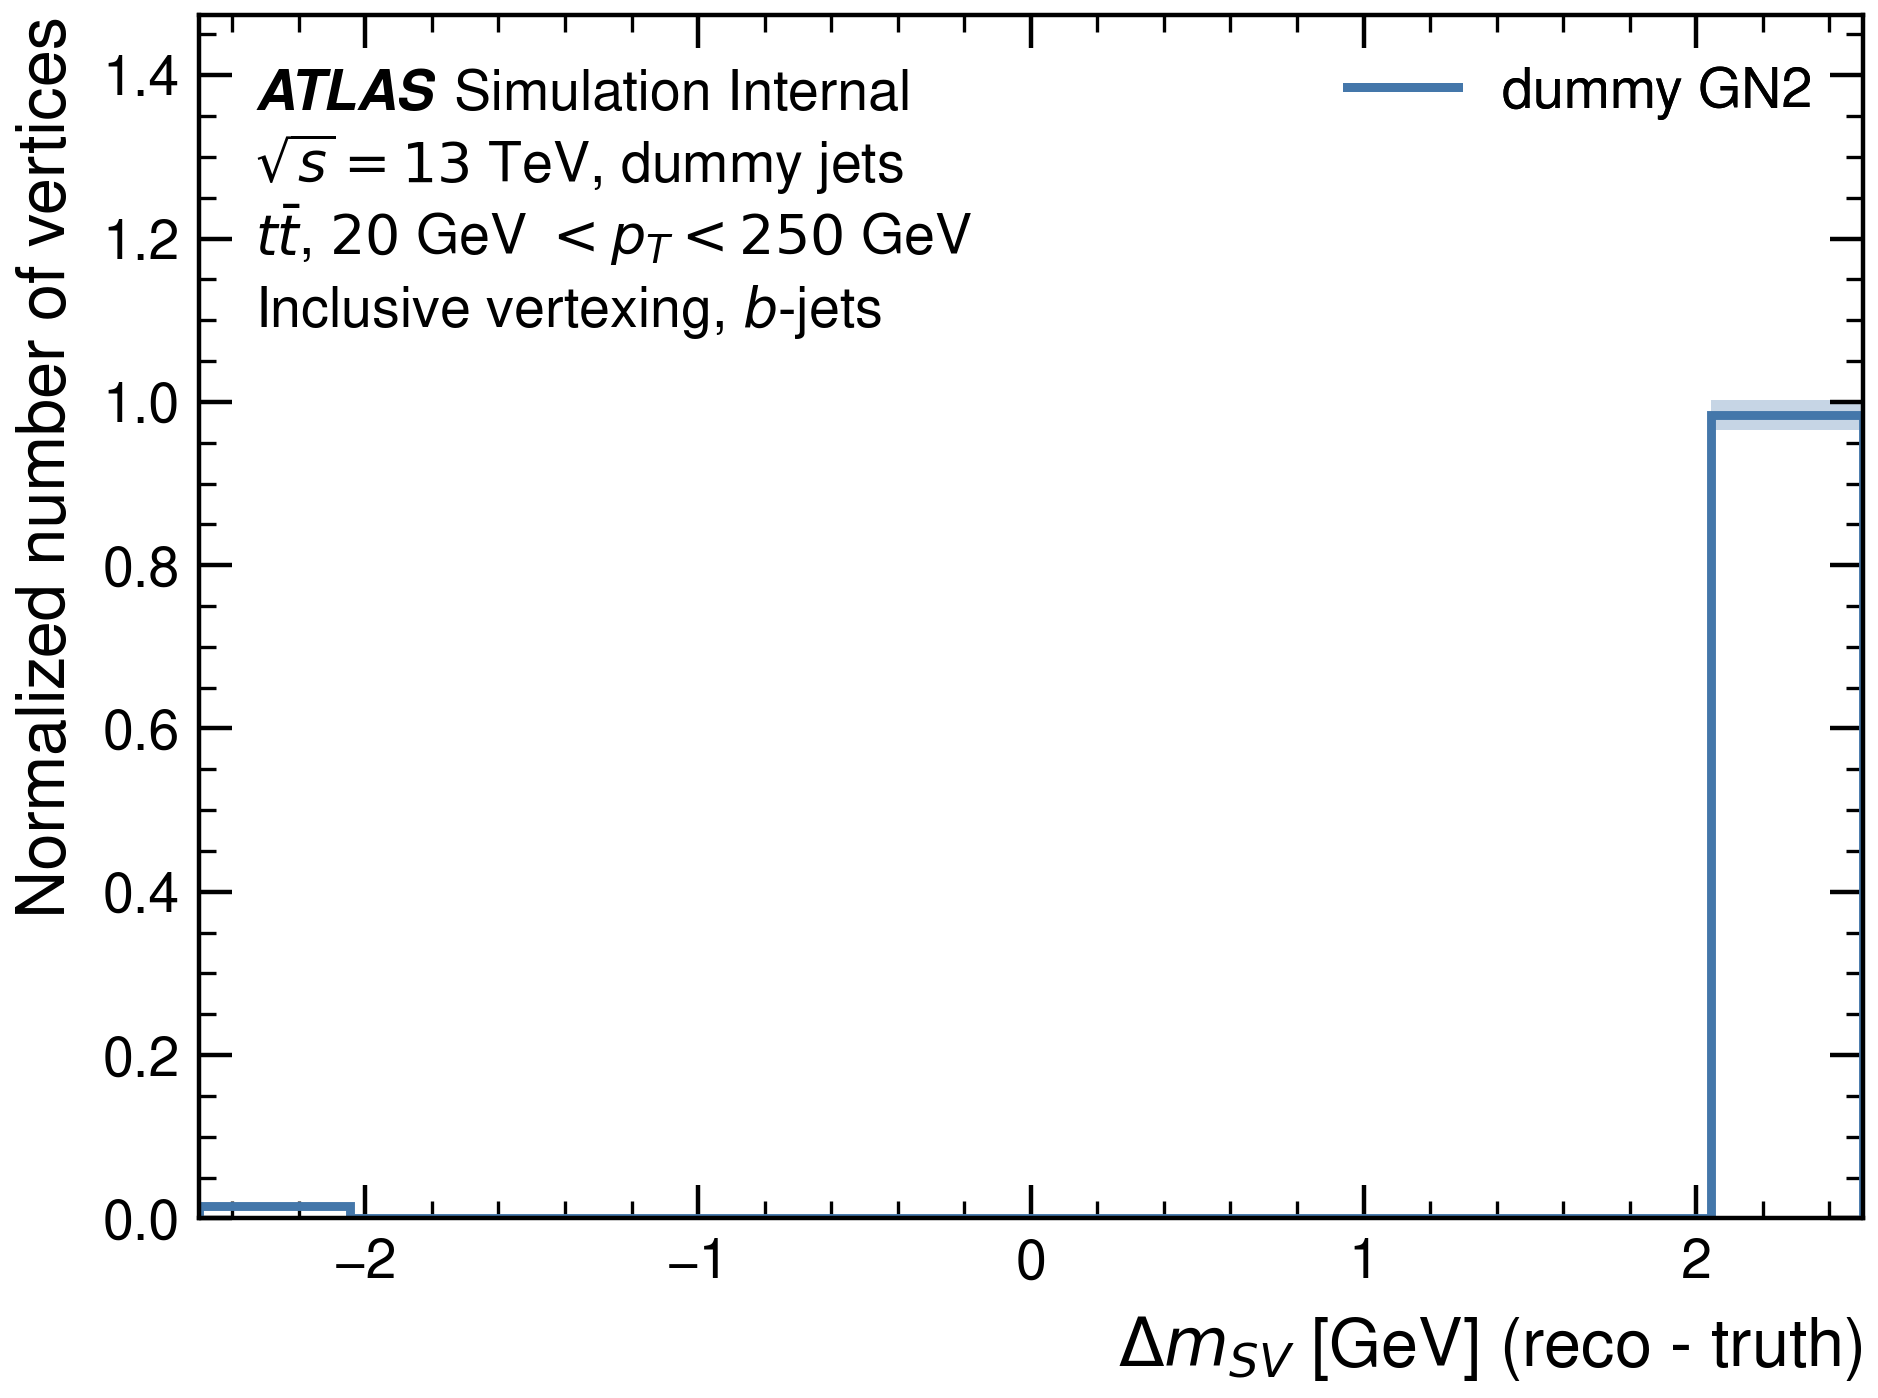 Normalized number of vertices
1.4
1.2
1.0
0.8
0.6
0.4
0.2
0.0
ATLAS Simulation Internal
√s = 13 TeV, dummy jets
tt̄, 20 GeV < p_T < 250 GeV
Inclusive vertexing, b-jets
dummy GN2
−2
−1
0
1
2
Δm_SV [GeV] (reco - truth)